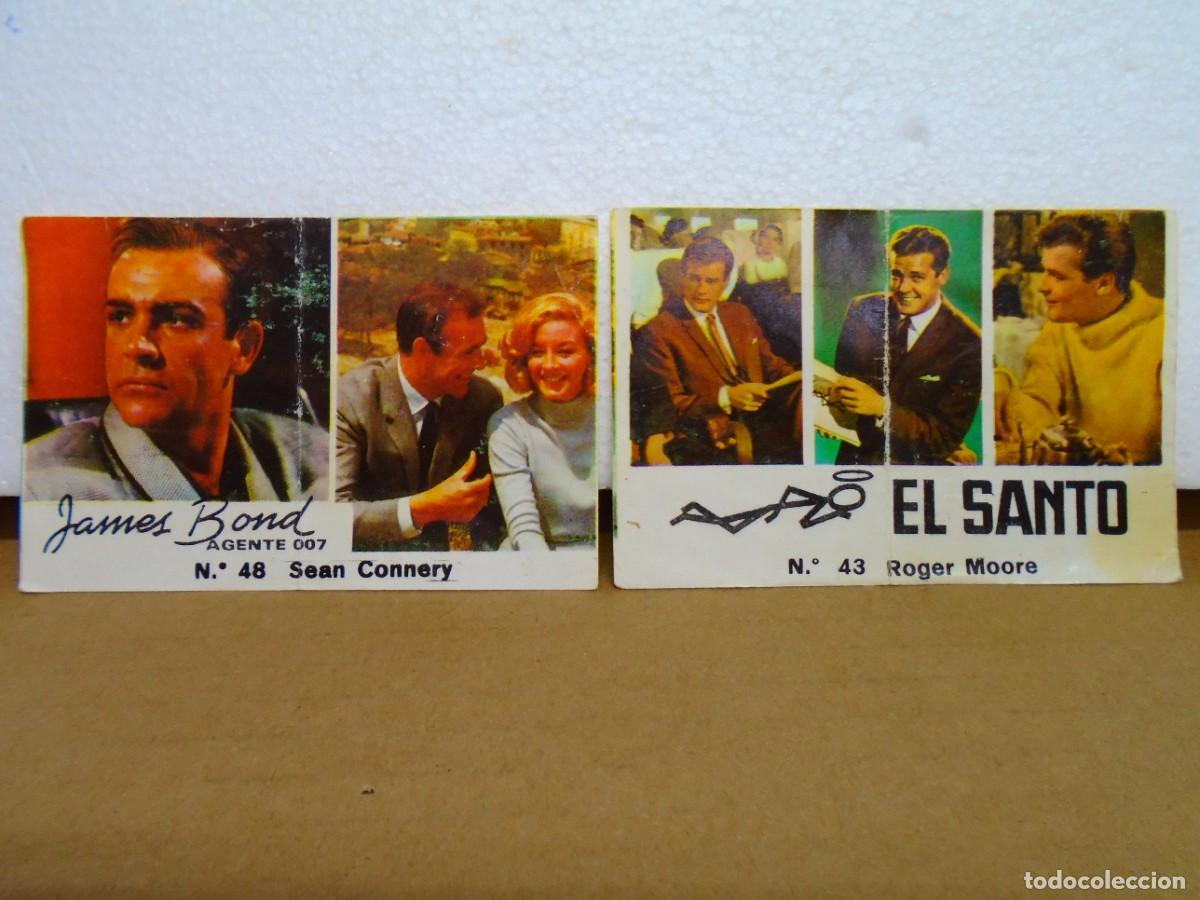 James Bond
AGENTE 007
N.° 48 Sean Connery
EL SANTO
N.° 43 Roger Moore
todocoleccion